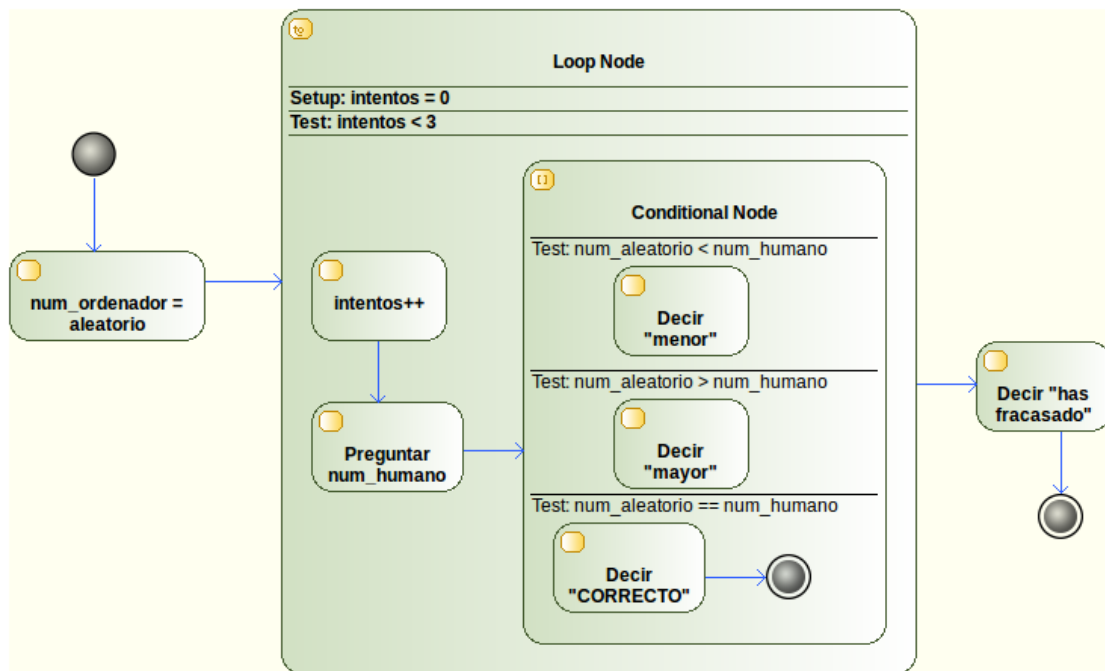 Loop Node
Setup: intentos = 0
Test: intentos < 3
num_ordenador =
aleatorio
intentos++
Preguntar
num_humano
Conditional Node
Test: num_aleatorio < num_humano
Decir
"menor"
Test: num_aleatorio > num_humano
Decir
"mayor"
Test: num_aleatorio == num_humano
Decir
"CORRECTO"
Decir "has
fracasado"